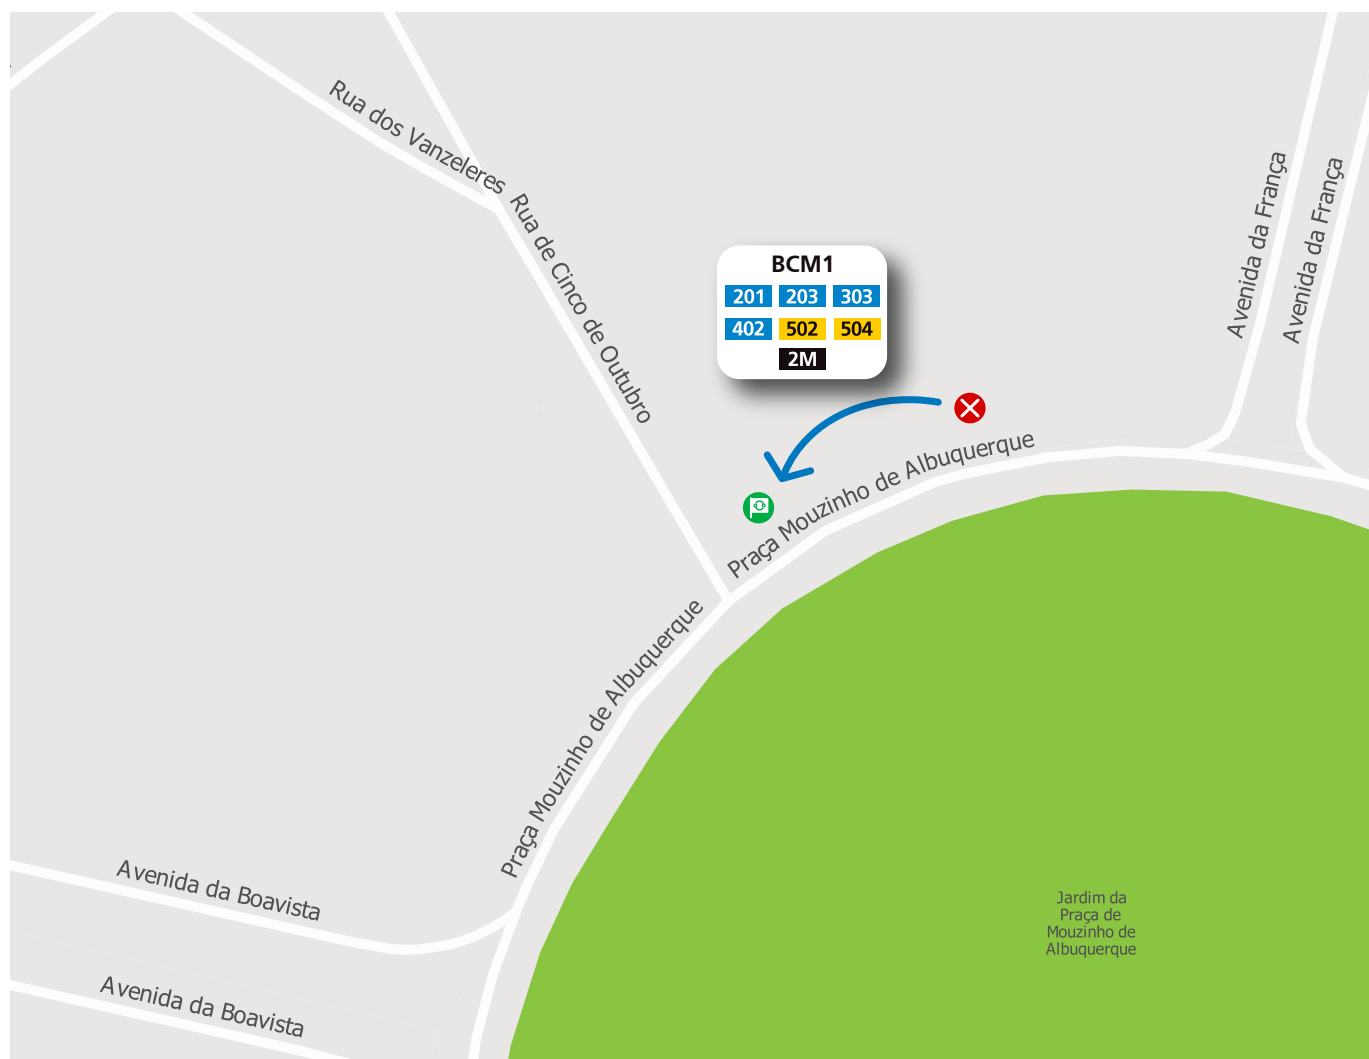 Rua dos Vanzeleres
Rua de Cinco de Outubro
Avenida da França
Avenida da França
BCM1
201 203 303
402 502 504
2M
Praça Mouzinho de Albuquerque
Praça Mouzinho de Albuquerque
Avenida da Boavista
Avenida da Boavista
Jardim da
Praça de
Mouzinho de
Albuquerque